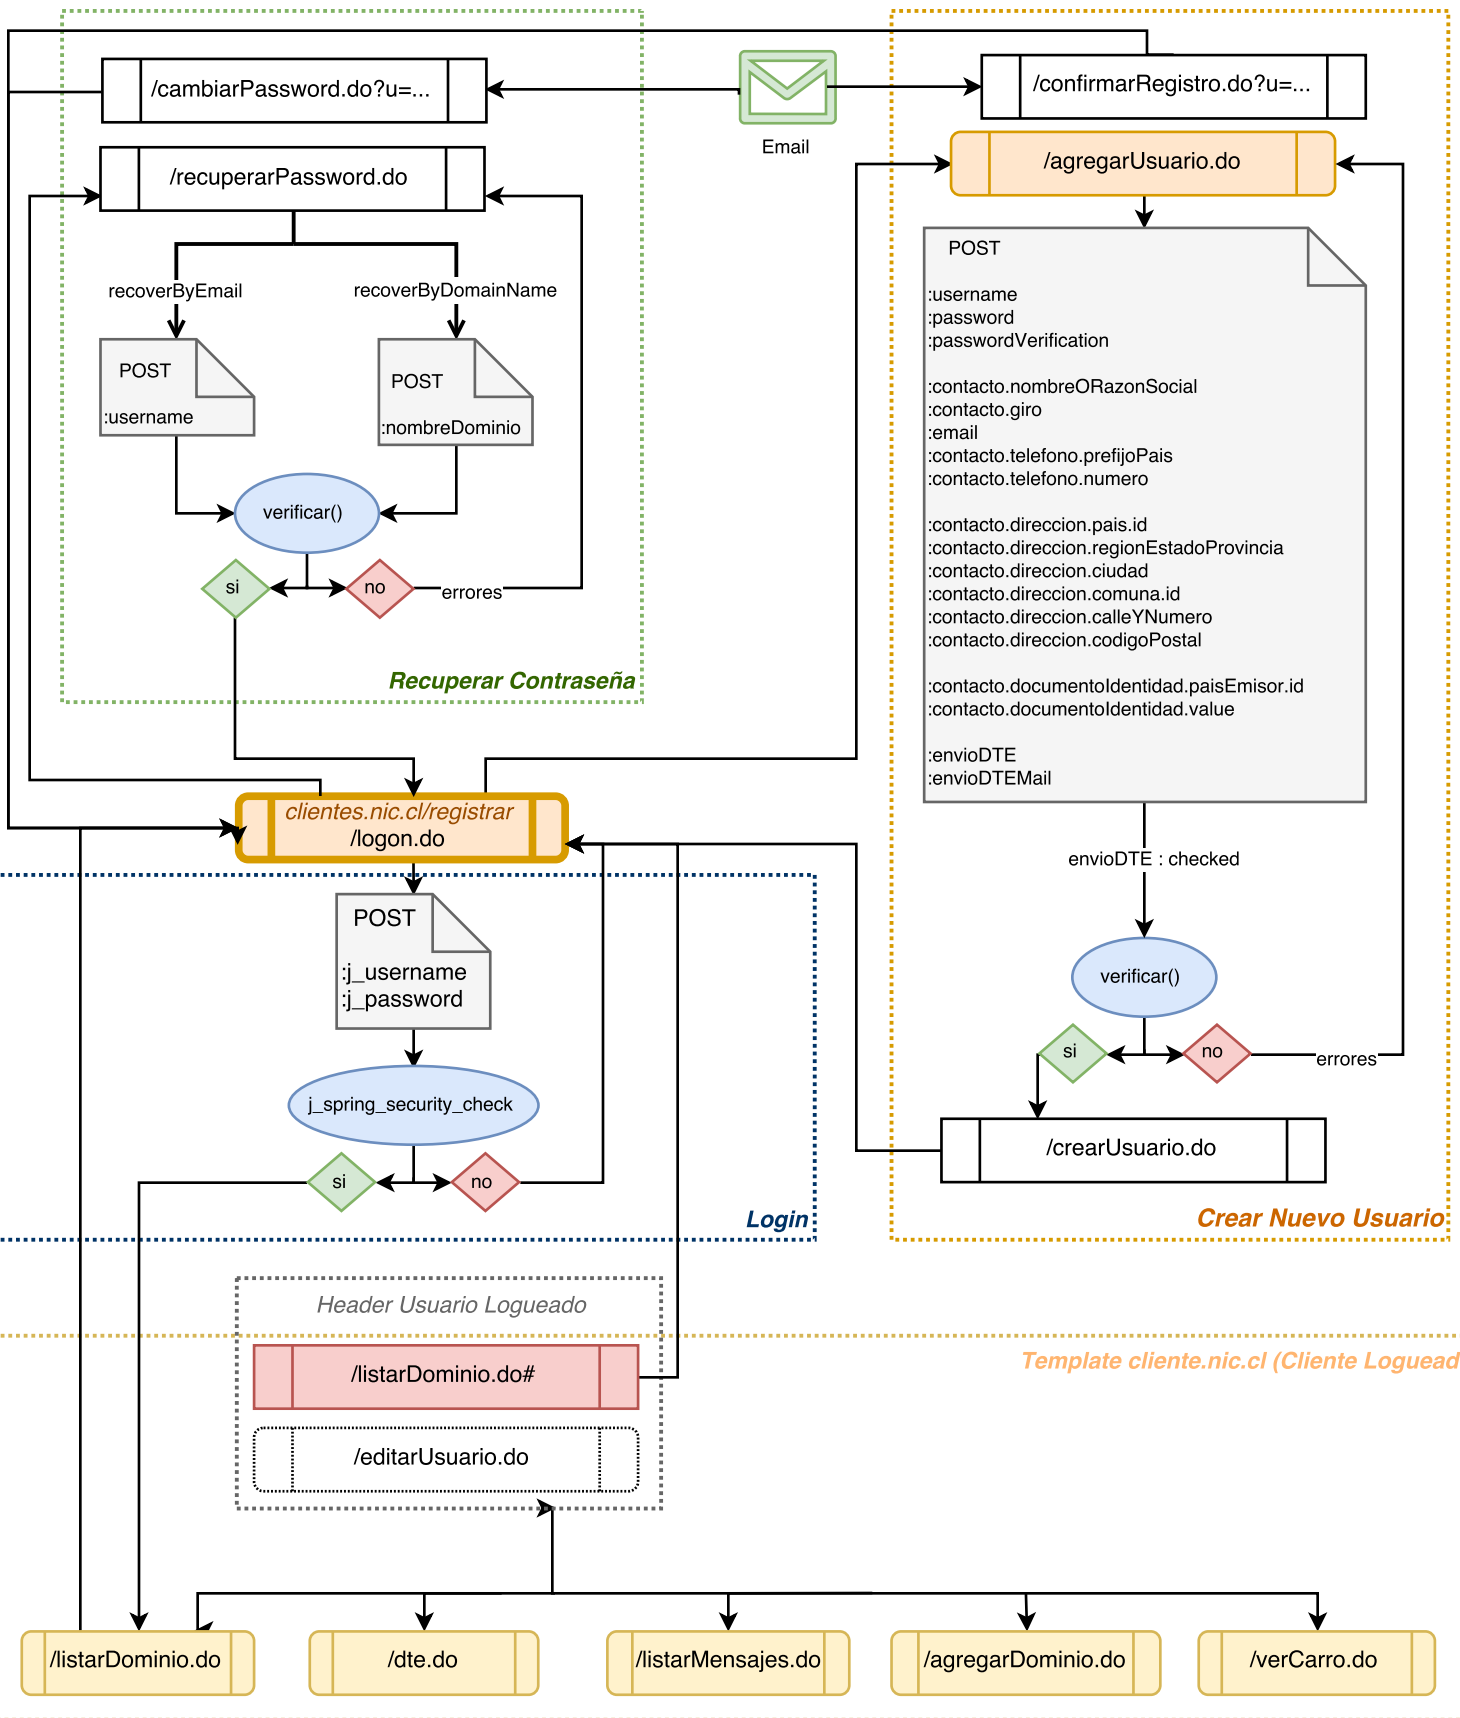 /cambiarPassword.do?u=...
/confirmarRegistro.do?u=...
Email
/recuperarPassword.do
/agregarUsuario.do
recoverByEmail
recoverByDomainName
POST
:username
POST
:nombreDominio
verificar()
si
no
errores
Recuperar Contraseña
POST
:username
:password
:passwordVerification
:contacto.nombreORazonSocial
:contacto.giro
:email
:contacto.telefono.prefijoPais
:contacto.telefono.numero
:contacto.direccion.pais.id
:contacto.direccion.regionEstadoProvincia
:contacto.direccion.ciudad
:contacto.direccion.comuna.id
:contacto.direccion.calleYNumero
:contacto.direccion.codigoPostal
:contacto.documentoIdentidad.paisEmisor.id
:contacto.documentoIdentidad.value
:envioDTE
:envioDTEMail
envioDTE : checked
verificar()
si
no
errores
/crearUsuario.do
Crear Nuevo Usuario
clientes.nic.cl/registrar
/logon.do
POST
:j_username
:j_password
j_spring_security_check
si
no
Login
Header Usuario Logueado
Template cliente.nic.cl (Cliente Loguead
/listarDominio.do#
/editarUsuario.do
/listarDominio.do
/dte.do
/listarMensajes.do
/agregarDominio.do
/verCarro.do